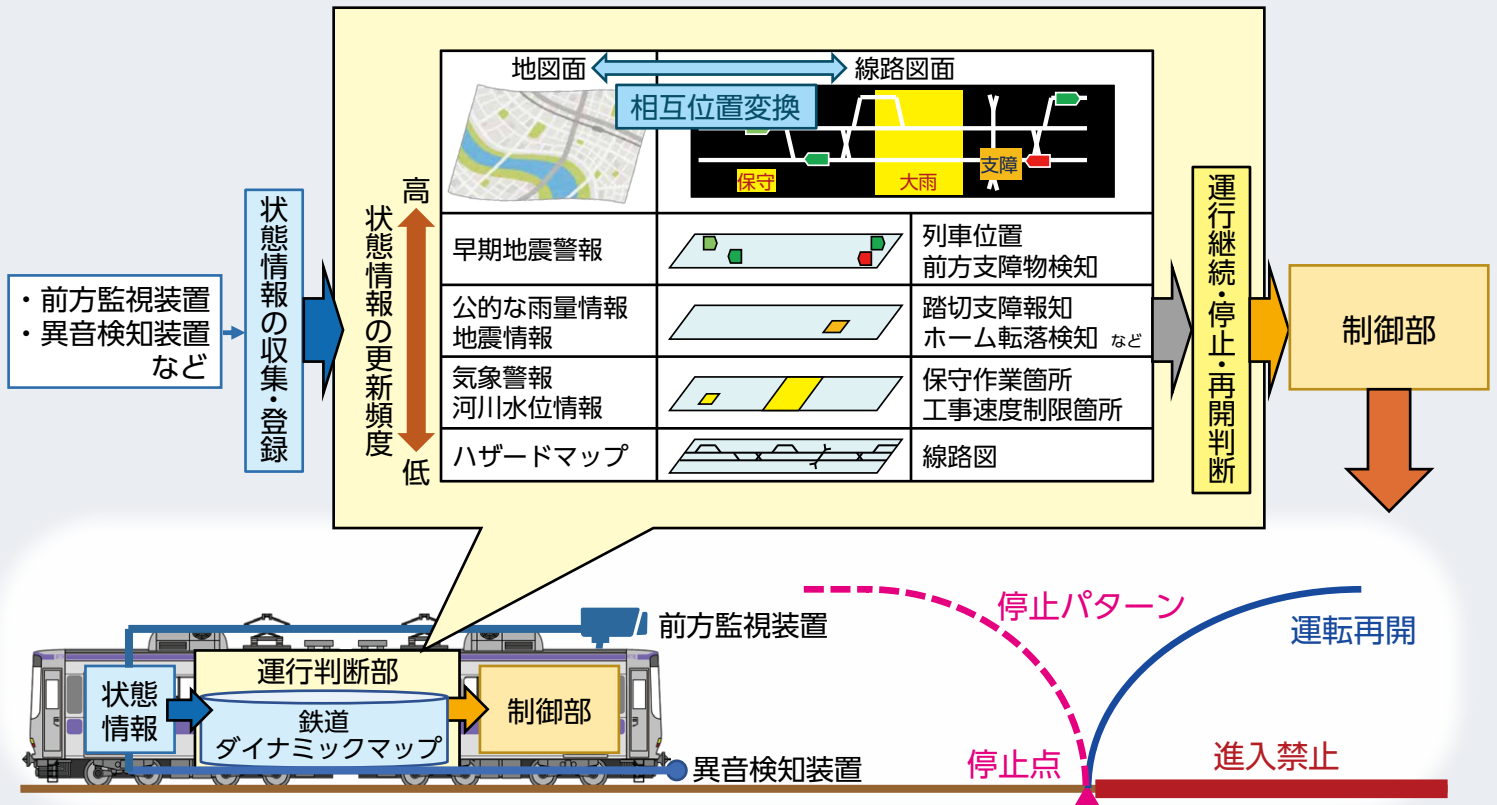 地図面
線路図面
相互位置変換
保守
大雨
支障
・前方監視装置
・異音検知装置
など
状態情報の収集・登録
高
状態情報の更新頻度
低
早期地震警報
列車位置
前方支障物検知
公的な雨量情報
地震情報
踏切支障報知
ホーム転落検知 など
気象警報
河川水位情報
保守作業箇所
工事速度制限箇所
ハザードマップ
線路図
運行継続・停止・再開判断
制御部
前方監視装置
運行判断部
状態
情報
鉄道
ダイナミックマップ
制御部
異音検知装置
停止パターン
運転再開
停止点
進入禁止